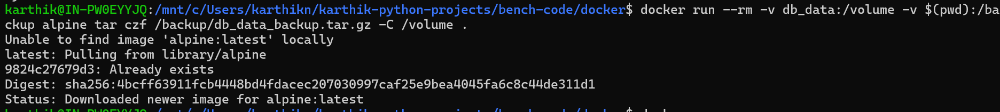 karthik@IN-PW0EYYJQ:/mnt/c/Users/karthikn/karthik-python-projects/bench-code/docker$ docker run --rm -v db_data:/volume -v $(pwd):/ba
ckup alpine tar czf /backup/db_data_backup.tar.gz -C /volume .
Unable to find image 'alpine:latest' locally
latest: Pulling from library/alpine
9824c27679d3: Already exists
Digest: sha256:4bcff63911fcb4448bd4fdacec207030997caf25e9bea4045fa6c8c44de311d1
Status: Downloaded newer image for alpine:latest